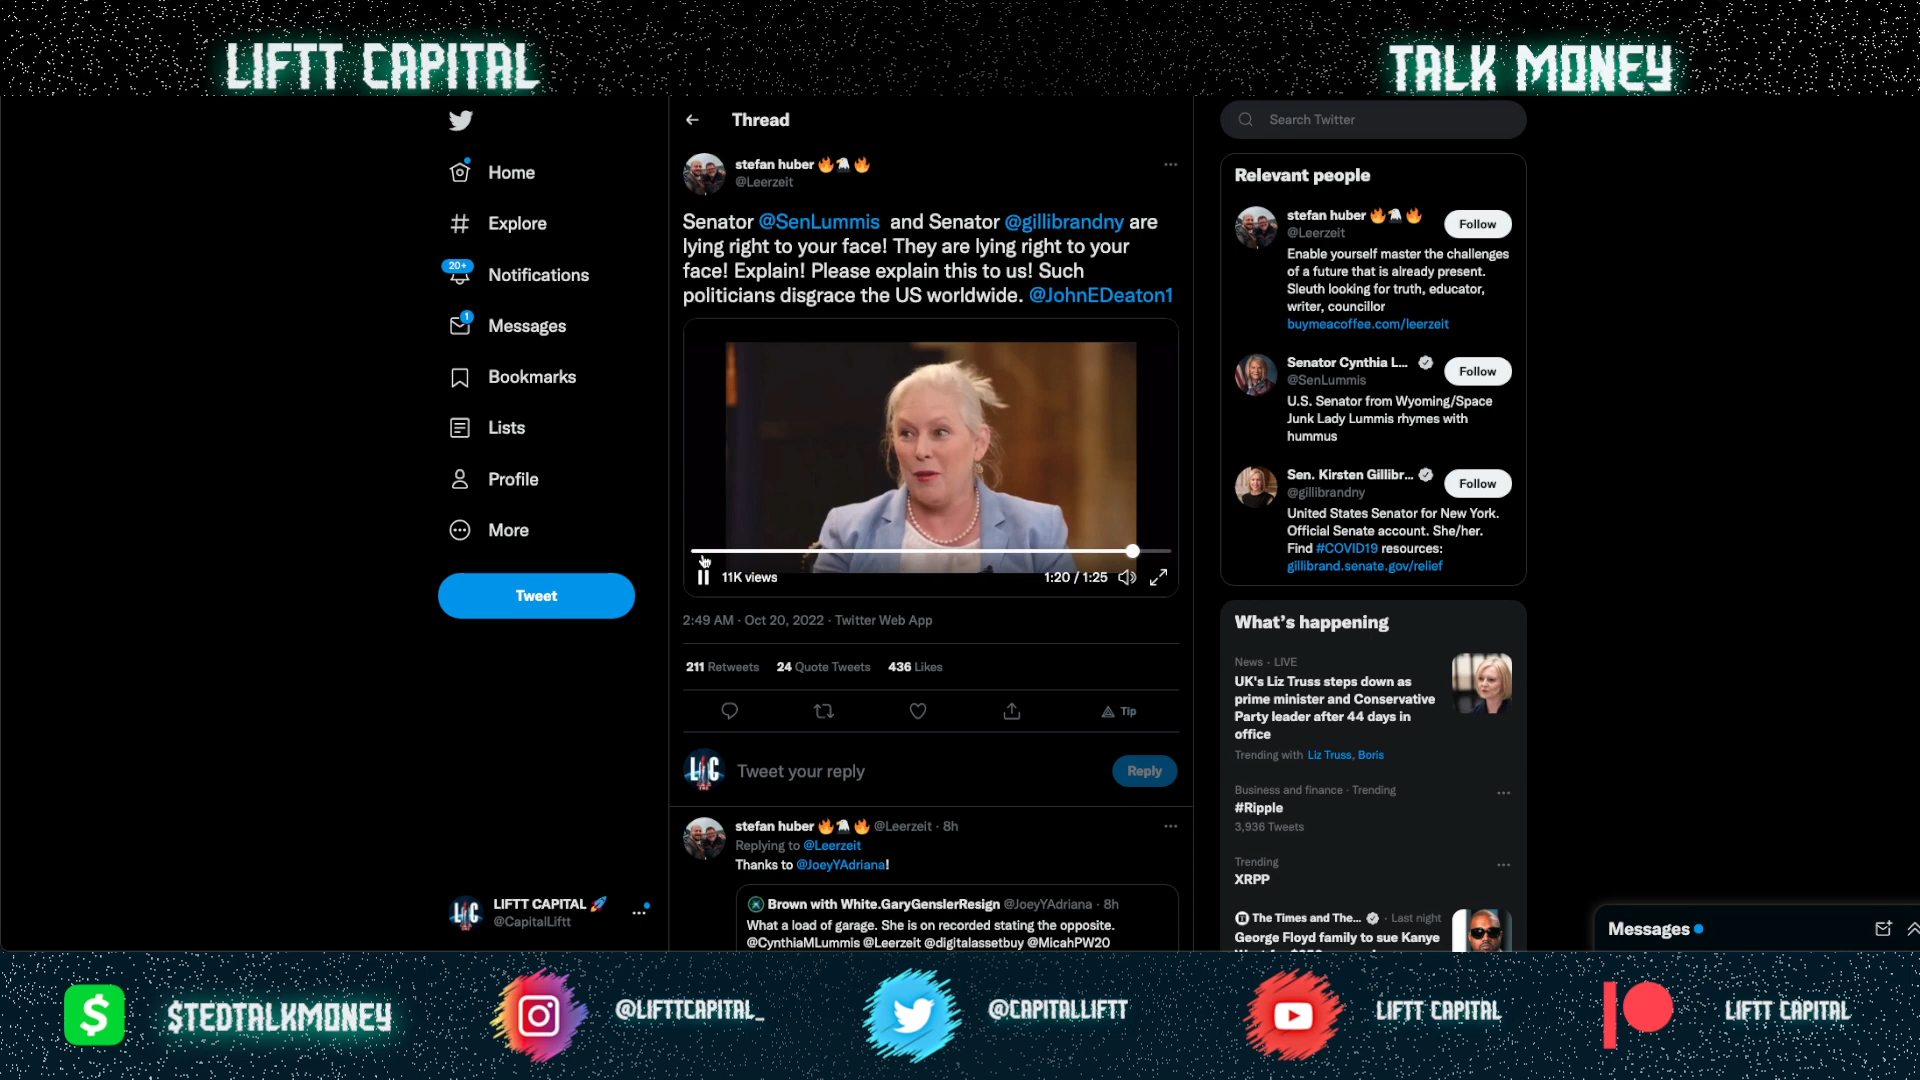 LIFTT CAPITAL
TALK MONEY
Home
Explore
20+
Notifications
1
Messages
Bookmarks
Lists
Profile
More
Tweet
LIFTT CAPITAL 🚀
@CapitalLiftt
Thread
stefan huber 🔥🦅🔥
@Leerzeit
Senator @SenLummis and Senator @gillibrandny are
lying right to your face! They are lying right to your
face! Explain! Please explain this to us! Such
politicians disgrace the US worldwide. @JohnEDeaton1
11K views
1:20 / 1:25
2:49 AM · Oct 20, 2022 · Twitter Web App
211 Retweets 24 Quote Tweets 436 Likes
Tip
LC
Tweet your reply
Reply
stefan huber 🔥🦅🔥 @Leerzeit · 8h
Replying to @Leerzeit
Thanks to @JoeyYAdriana!
Brown with White.GaryGenslerResign @JoeyYAdriana · 8h
What a load of garage. She is on recorded stating the opposite.
@CynthiaMLummis @Leerzeit @digitalassetbuy @MicahPW20
Search Twitter
Relevant people
stefan huber 🔥🦅🔥
@Leerzeit
Follow
Enable yourself master the challenges
of a future that is already present.
Sleuth looking for truth, educator,
writer, councillor
buymeacoffee.com/leerzeit
Senator Cynthia L...
@SenLummis
Follow
U.S. Senator from Wyoming/Space
Junk Lady Lummis rhymes with
hummus
Sen. Kirsten Gillibr...
@gillibrandny
Follow
United States Senator for New York.
Official Senate account. She/her.
Find #COVID19 resources:
gillibrand.senate.gov/relief
What's happening
News · LIVE
UK's Liz Truss steps down as
prime minister and Conservative
Party leader after 44 days in
office
Trending with Liz Truss, Boris
Business and finance · Trending
#Ripple
3,936 Tweets
Trending
XRPP
The Times and The... · Last night
George Floyd family to sue Kanye
Messages
$TEDTALKMONEY
@LIFTTCAPITAL_
@CAPITALLIFTT
LIFTT CAPITAL
LIFTT CAPITAL